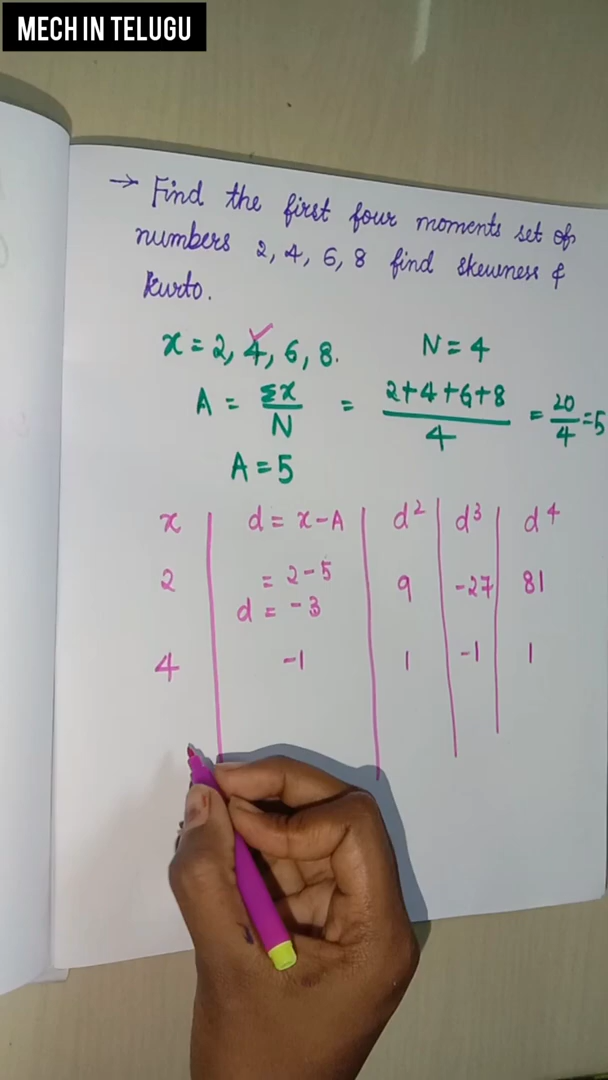 MECH IN TELUGU
→ Find the first four moments set of
numbers 2, 4, 6, 8 find skewness &
kurto.
x = 2, 4, 6, 8. N = 4
A = Σx/N = 2+4+6+8/4 = 20/4 = 5
A = 5
x d = x-A d² d³ d⁴
2 = 2-5 9 -27 81
d = -3
4 -1 1 -1 1